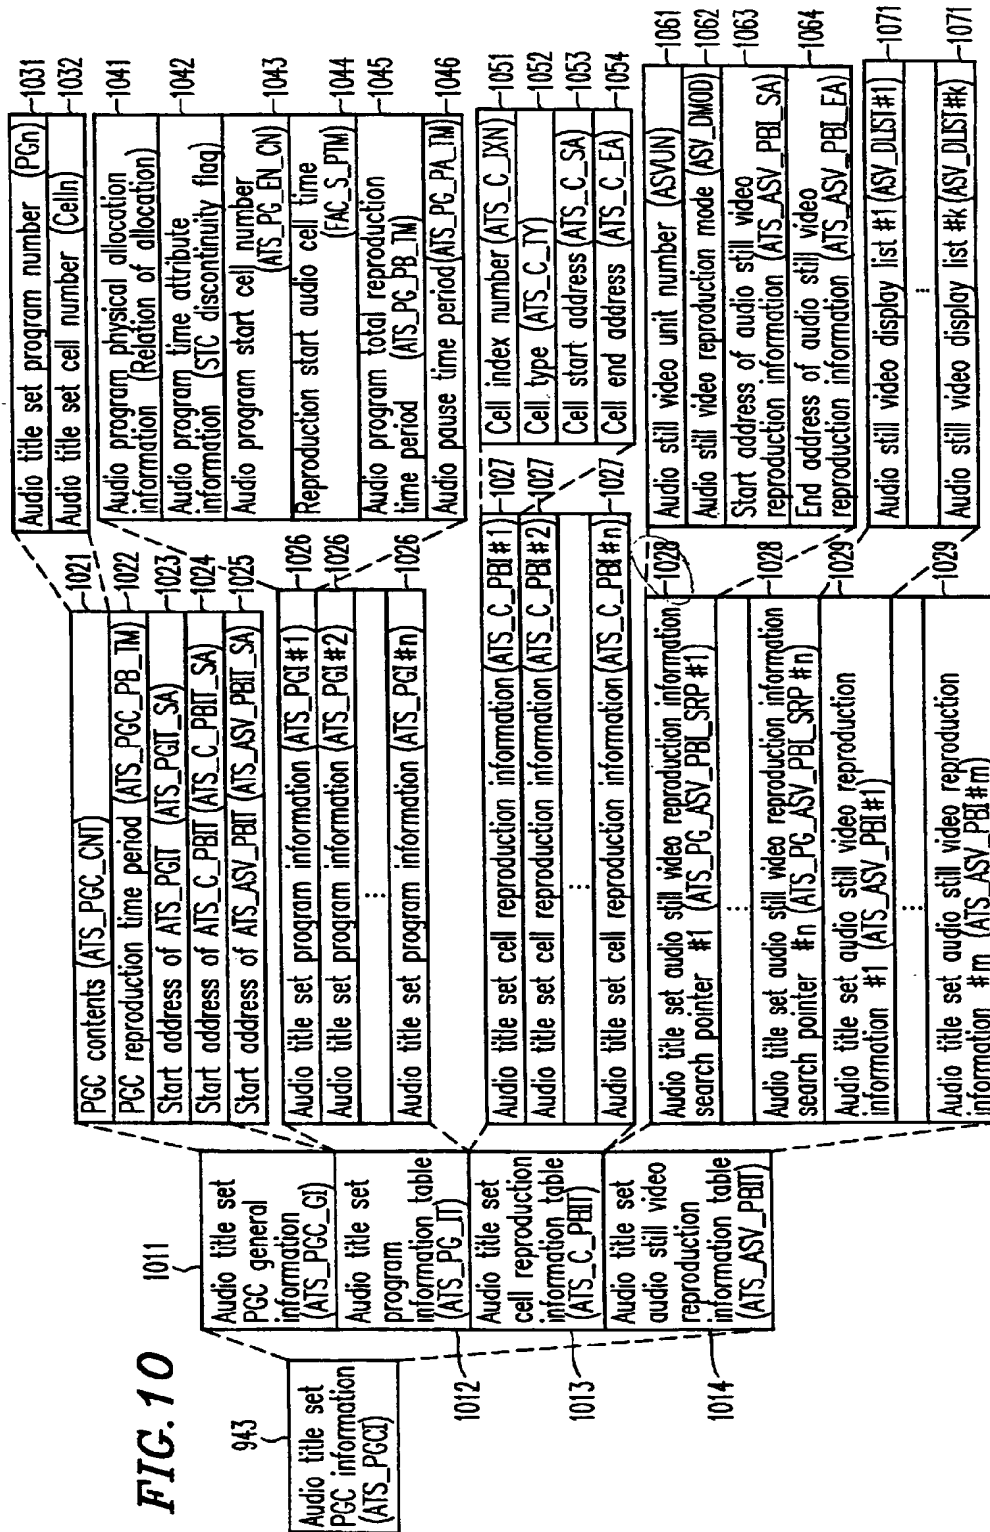 FIG. 10
943
Audio title set
PGC information
(ATS_PGCI)
1011
Audio title set
PGC general
information
(ATS_PGC_GI)
Audio title set
program
information table
(ATS_PG_IT)
1012
Audio title set
cell reproduction
information table
(ATS_C_PBIT)
1013
Audio title set
audio still video
reproduction
information table
(ATS_ASV_PBIT)
1014
PGC contents (ATS_PGC_CNT) 1021
PGC reproduction time period (ATS_PGC_PB_TM) 1022
Start address of ATS_PGIT (ATS_PGIT_SA) 1023
Start address of ATS_C_PBIT (ATS_C_PBIT_SA) 1024
Start address of ATS_ASV_PBIT (ATS_ASV_PBIT_SA) 1025
Audio title set program information (ATS_PGI #1) 1026
Audio title set program information (ATS_PGI #2) 1026
...
Audio title set program information (ATS_PGI #n) 1026
Audio title set cell reproduction information (ATS_C_PBI #1) 1027
Audio title set cell reproduction information (ATS_C_PBI #2) 1027
...
Audio title set cell reproduction information (ATS_C_PBI #n) 1027
Audio title set audio still video reproduction information 1028
search pointer #1 (ATS_PG_ASV_PBI_SRP #1)
...
Audio title set audio still video reproduction information 1028
search pointer #n (ATS_PG_ASV_PBI_SRP #n)
Audio title set audio still video reproduction 1029
information #1 (ATS_ASV_PBI #1)
...
Audio title set audio still video reproduction 1029
information #m (ATS_ASV_PBI #m)
Audio title set program number (PGn) 1031
Audio title set cell number (Celln) 1032
Audio program physical allocation 1041
information (Relation of allocation)
Audio program time attribute 1042
information (STC discontinuity flag)
Audio program start cell number 1043
(ATS_PG_EN_CN)
Reproduction start audio cell time 1044
(FAC_S_PTM)
Audio program total reproduction 1045
time period (ATS_PG_PB_TM)
Audio pause time period (ATS_PG_PA_TM) 1046
Cell index number (ATS_C_IXN) 1051
Cell type (ATS_C_TY) 1052
Cell start address (ATS_C_SA) 1053
Cell end address (ATS_C_EA) 1054
Audio still video unit number (ASVUN) 1061
Audio still video reproduction mode (ASV_DMOD) 1062
Start address of audio still video 1063
reproduction information (ATS_ASV_PBI_SA)
End address of audio still video 1064
reproduction information (ATS_ASV_PBI_EA)
Audio still video display list #1 (ASV_DLIST#1) 1071
...
Audio still video display list #k (ASV_DLIST#k) 1071